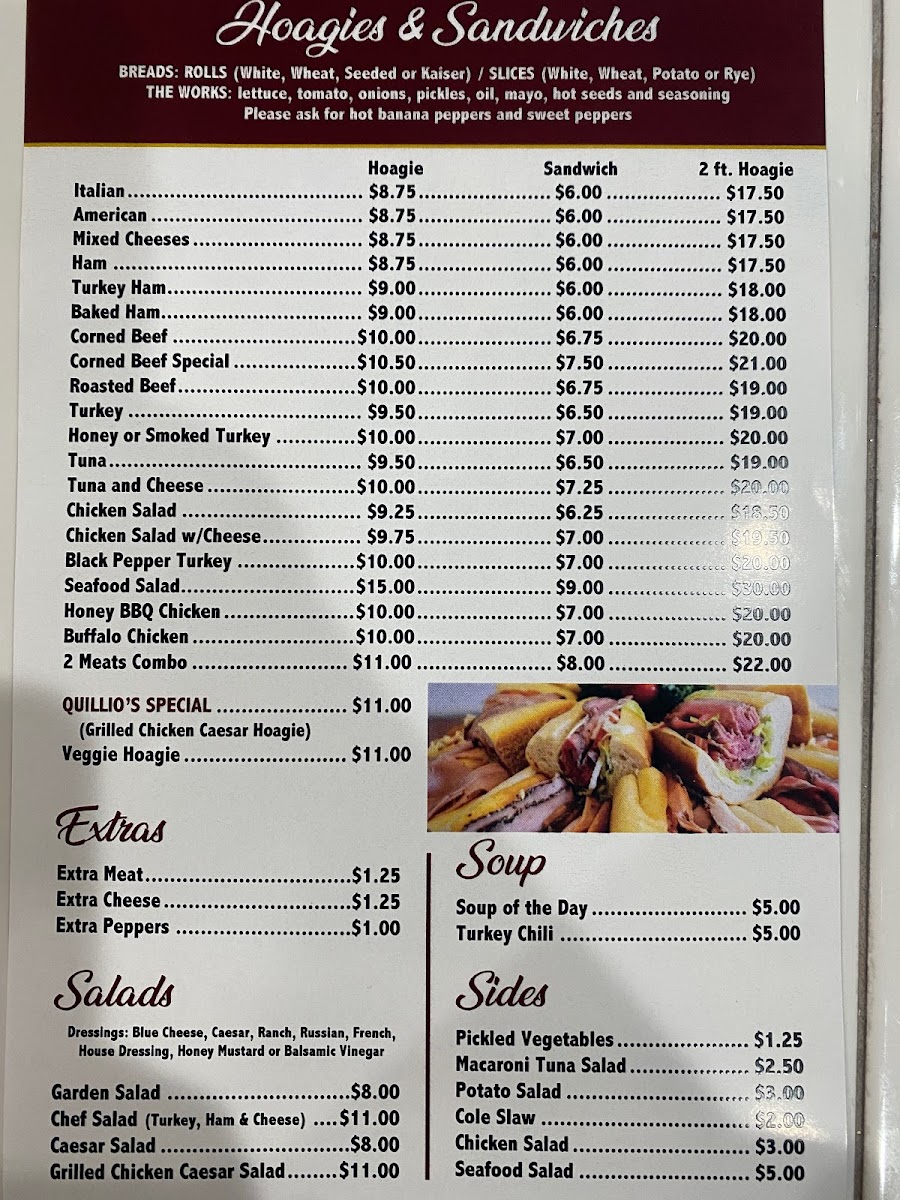 Hoagies & Sandwiches
BREADS: ROLLS (White, Wheat, Seeded or Kaiser) / SLICES (White, Wheat, Potato or Rye)
THE WORKS: lettuce, tomato, onions, pickles, oil, mayo, hot seeds and seasoning
Please ask for hot banana peppers and sweet peppers
Hoagie Sandwich 2 ft. Hoagie
Italian $8.75 $6.00 $17.50
American $8.75 $6.00 $17.50
Mixed Cheeses $8.75 $6.00 $17.50
Ham $8.75 $6.00 $17.50
Turkey Ham $9.00 $6.00 $18.00
Baked Ham $9.00 $6.00 $18.00
Corned Beef $10.00 $6.75 $20.00
Corned Beef Special $10.50 $7.50 $21.00
Roasted Beef $10.00 $6.75 $19.00
Turkey $9.50 $6.50 $19.00
Honey or Smoked Turkey $10.00 $7.00 $20.00
Tuna $9.50 $6.50 $19.00
Tuna and Cheese $10.00 $7.25 $20.00
Chicken Salad $9.25 $6.25 $18.50
Chicken Salad w/Cheese $9.75 $7.00 $19.50
Black Pepper Turkey $10.00 $7.00 $20.00
Seafood Salad $15.00 $9.00 $30.00
Honey BBQ Chicken $10.00 $7.00 $20.00
Buffalo Chicken $10.00 $7.00 $20.00
2 Meats Combo $11.00 $8.00 $22.00
QUILLIO'S SPECIAL $11.00
(Grilled Chicken Caesar Hoagie)
Veggie Hoagie $11.00
Extras
Extra Meat $1.25
Extra Cheese $1.25
Extra Peppers $1.00
Salads
Dressings: Blue Cheese, Caesar, Ranch, Russian, French,
House Dressing, Honey Mustard or Balsamic Vinegar
Garden Salad $8.00
Chef Salad (Turkey, Ham & Cheese) $11.00
Caesar Salad $8.00
Grilled Chicken Caesar Salad $11.00
Soup
Soup of the Day $5.00
Turkey Chili $5.00
Sides
Pickled Vegetables $1.25
Macaroni Tuna Salad $2.50
Potato Salad $3.00
Cole Slaw $2.00
Chicken Salad $3.00
Seafood Salad $5.00